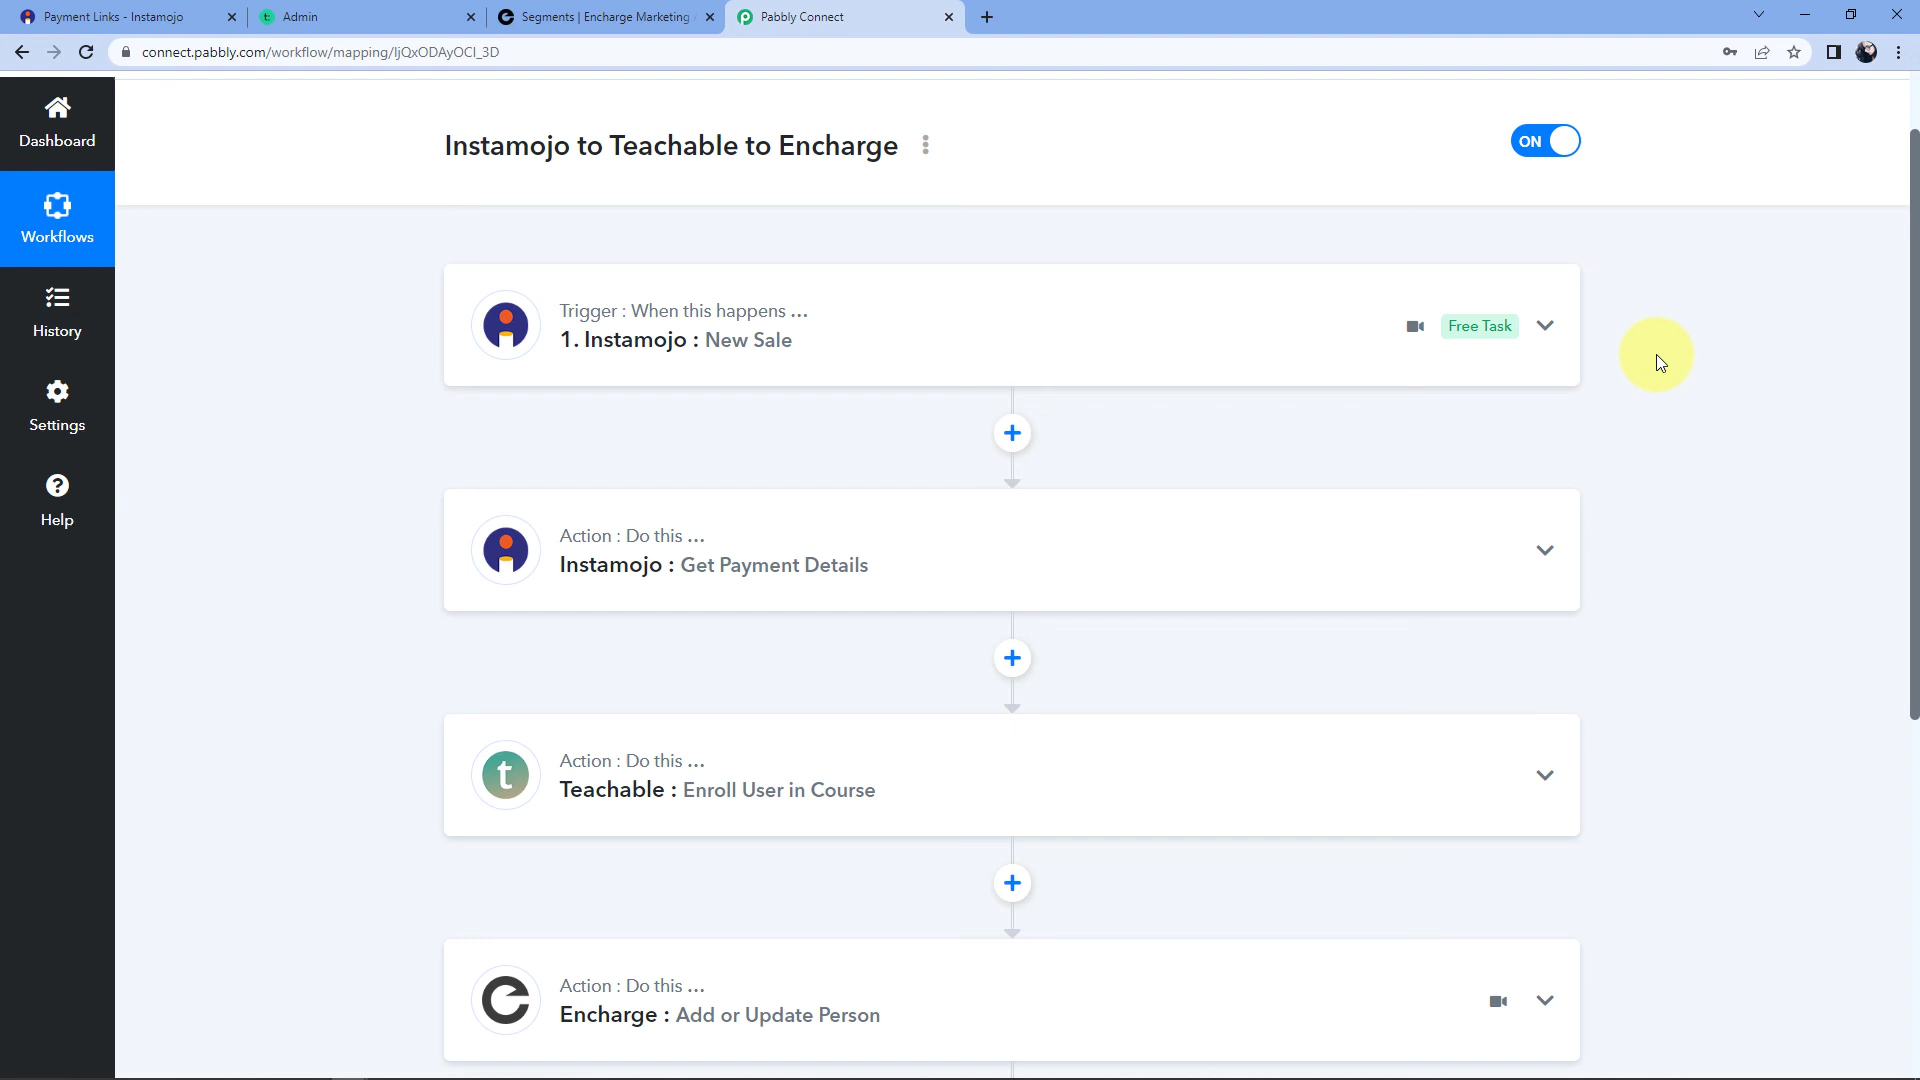 Payment Links - Instamojo
Admin
Segments | Encharge Marketing
Pabbly Connect
connect.pabbly.com/workflow/mapping/IjQxODAyOCI_3D
Dashboard
Workflows
History
Settings
Help
Instamojo to Teachable to Encharge
ON
Trigger : When this happens ...
1. Instamojo : New Sale
Free Task
Action : Do this ...
Instamojo : Get Payment Details
Action : Do this ...
Teachable : Enroll User in Course
Action : Do this ...
Encharge : Add or Update Person